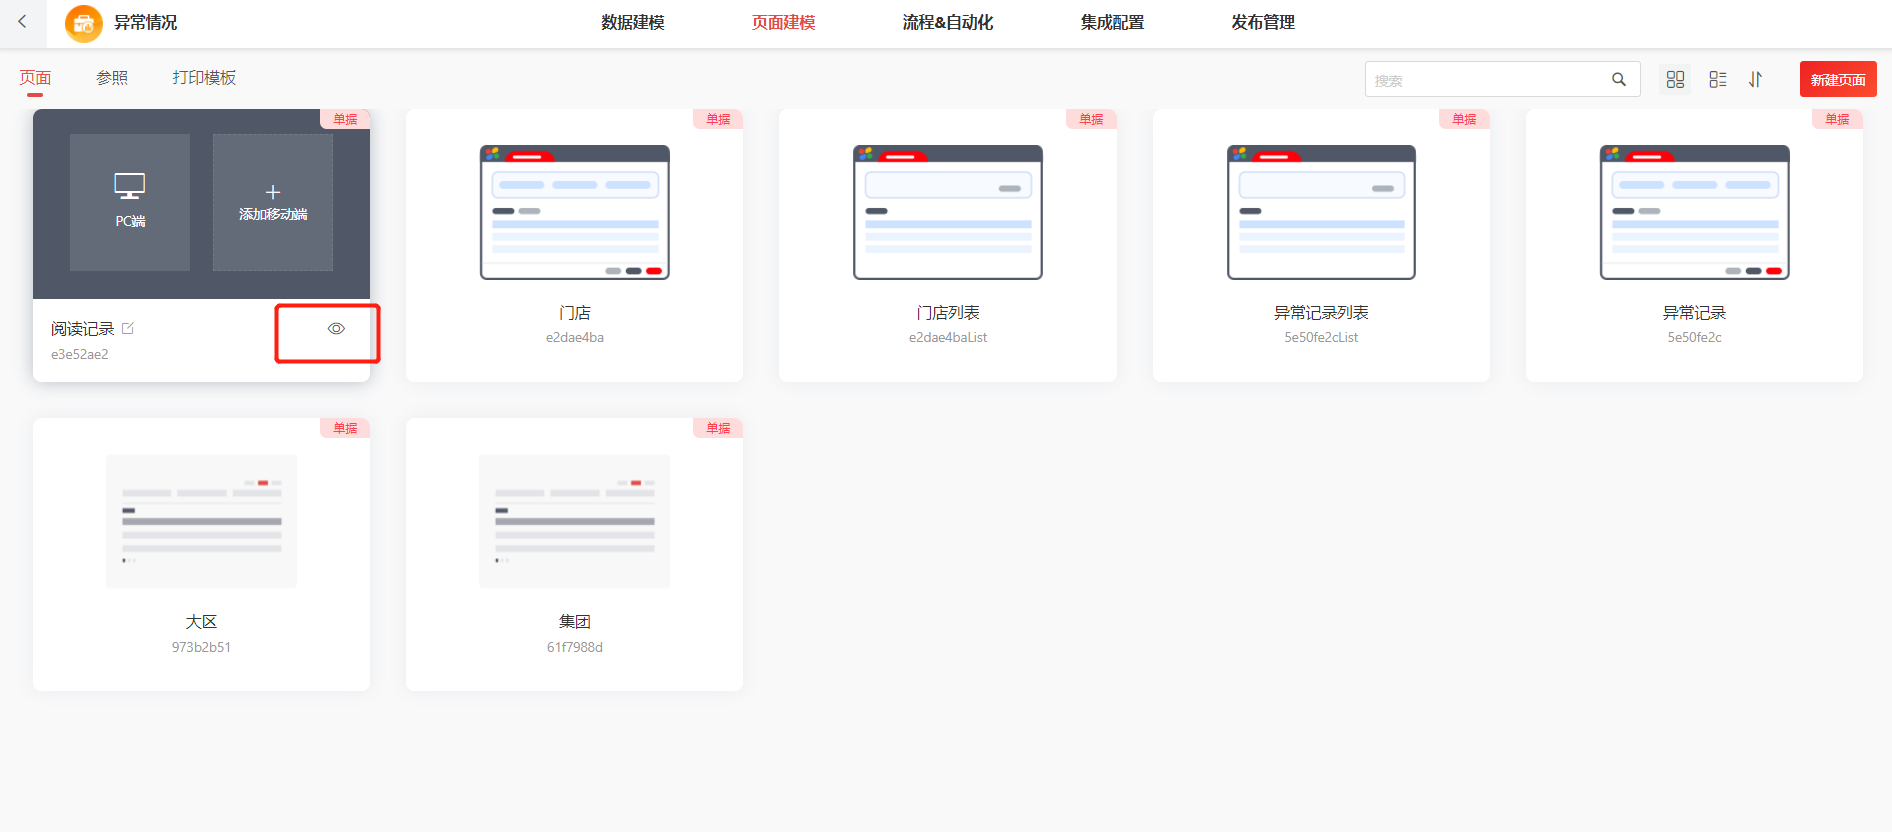 异常情况
数据建模
页面建模
流程&自动化
集成配置
发布管理
页面
参照
打印模板
搜索
新建页面
单据
PC端
添加移动端
阅读记录
e3e52ae2
单据
门店
e2dae4ba
单据
门店列表
e2dae4baList
单据
异常记录列表
5e50fe2cList
单据
异常记录
5e50fe2c
单据
大区
973b2b51
单据
集团
61f7988d